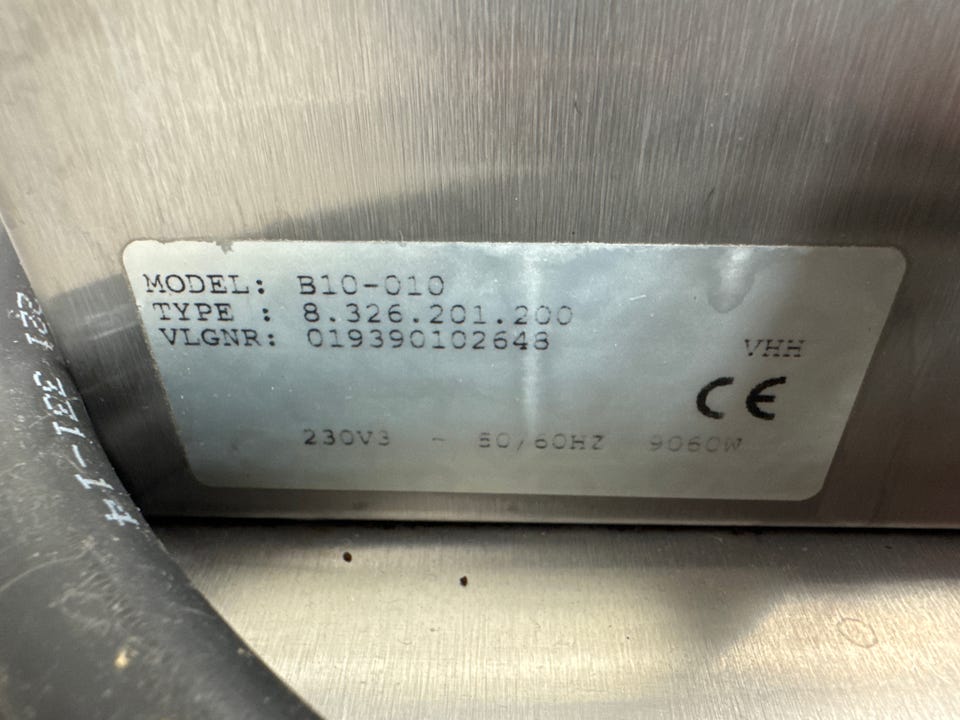 MODEL: B10-010
TYPE : 8.326.201.200
VLGNR: 019390102648
VHH
CE
230V3 ~ 50/60HZ 9060W